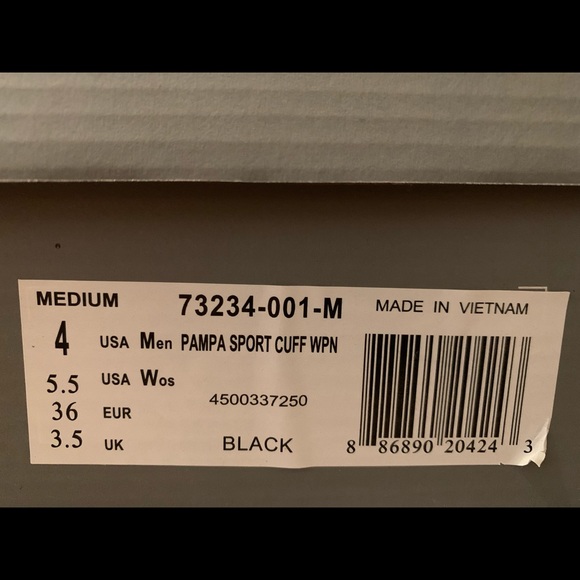 MEDIUM 73234-001-M MADE IN VIETNAM
4 USA Men PAMPA SPORT CUFF WPN
5.5 USA Wos
4500337250
36 EUR
3.5 UK BLACK 8 86890 20424 3